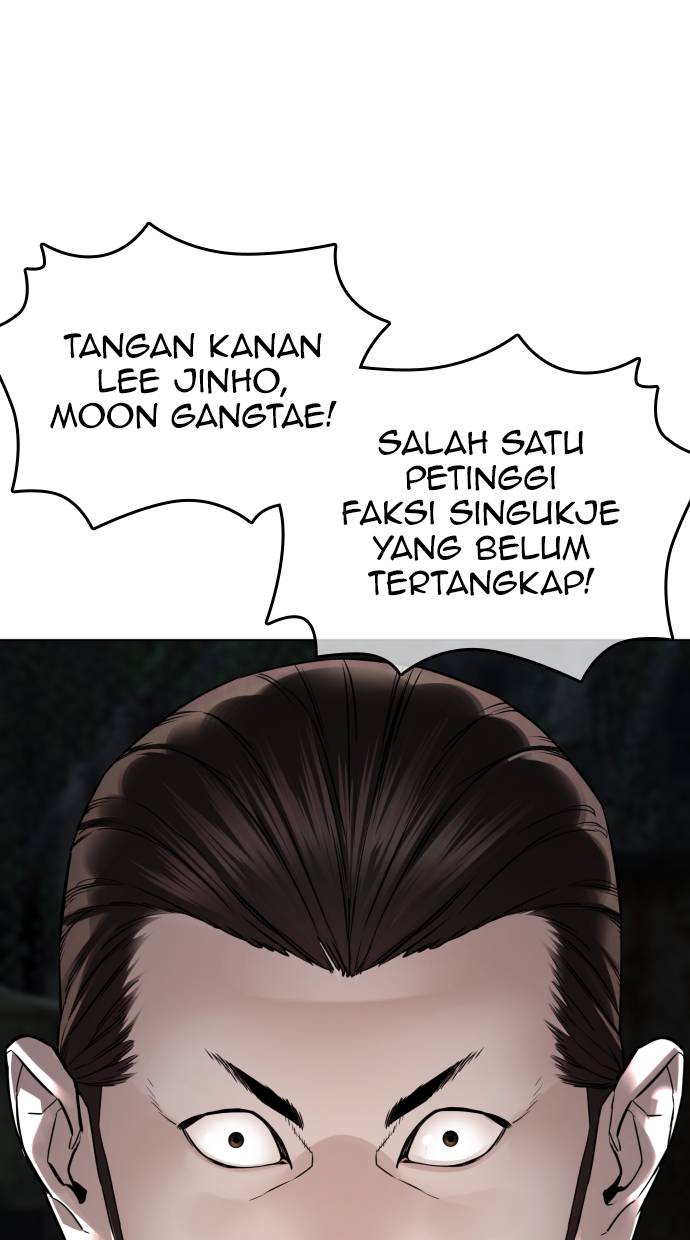 TANGAN KANAN
LEE JINHO,
MOON GANGTAE!
SALAH SATU
PETINGGI
FAKSI SINGUKJE
YANG BELUM
TERTANGKAP!